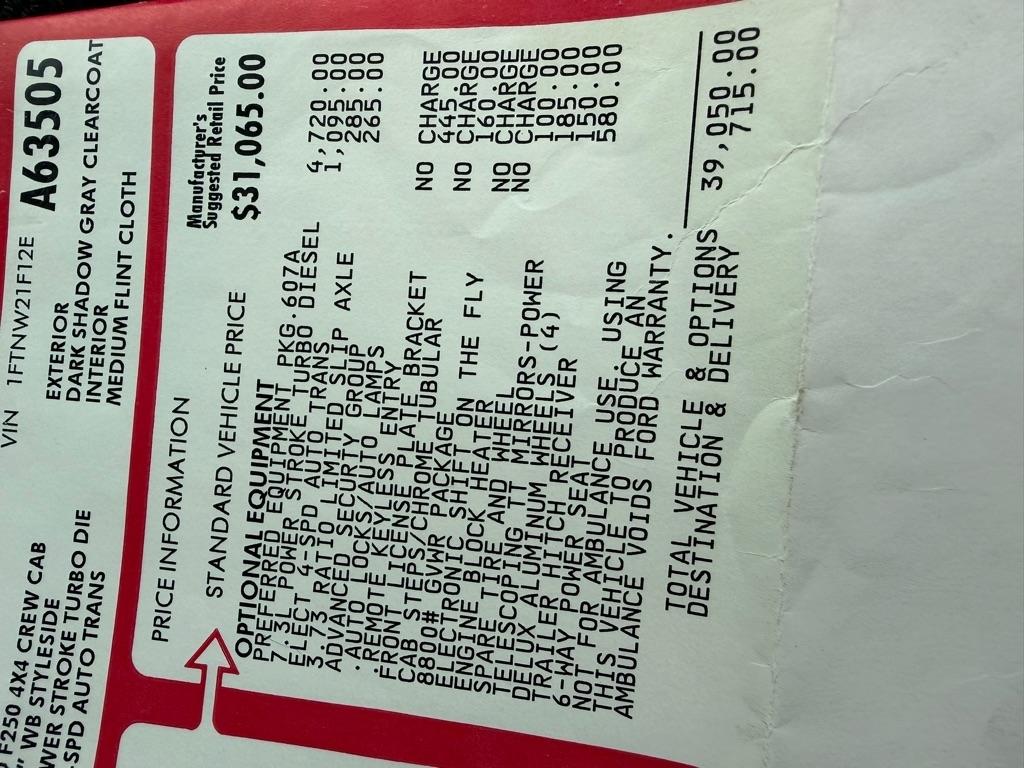 VIN 1FTNW21F12E A63505
F250 4X4 CREW CAB
" WB STYLESIDE
WER STROKE TURBO DIE
-SPD AUTO TRANS
EXTERIOR
DARK SHADOW GRAY CLEARCOAT
INTERIOR
MEDIUM FLINT CLOTH
PRICE INFORMATION
Manufacturer's
Suggested Retail Price
STANDARD VEHICLE PRICE $31,065.00
OPTIONAL EQUIPMENT
PREFERRED EQUIPMENT PKG.607A
7.3L POWER STROKE TURBO DIESEL 4,720.00
ELECT 4-SPD AUTO TRANS 1,095.00
3.73 RATIO LIMITED SLIP AXLE 285.00
ADVANCED SECURTY GROUP 265.00
.AUTO LOCKS/AUTO LAMPS
.REMOTE KEYLESS ENTRY
FRONT LICENSE PLATE BRACKET NO CHARGE
CAB STEPS/CHROME TUBULAR 445.00
8800# GVWR PACKAGE NO CHARGE
ELECTRONIC SHIFT ON THE FLY 160.00
ENGINE BLOCK HEATER NO CHARGE
SPARE TIRE AND WHEEL NO CHARGE
TELESCOPING TT MIRRORS-POWER 100.00
DELUX ALUMINUM WHEELS (4) 185.00
TRAILER HITCH RECEIVER 150.00
6-WAY POWER SEAT 580.00
NOT FOR AMBULANCE USE. USING
THIS VEHICLE TO PRODUCE AN
AMBULANCE VOIDS FORD WARRANTY.
TOTAL VEHICLE & OPTIONS 39,050.00
DESTINATION & DELIVERY 715.00